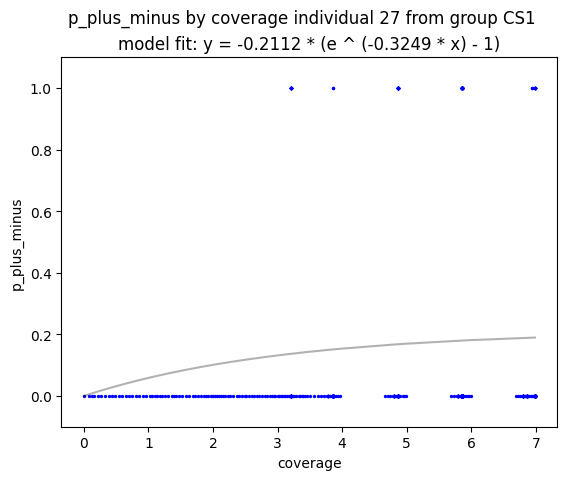 p_plus_minus by coverage individual 27 from group CS1
model fit: y = -0.2112 * (e ^ (-0.3249 * x) - 1)
1.0
0.8
0.6
0.4
0.2
0.0
p_plus_minus
0 1 2 3 4 5 6 7
coverage